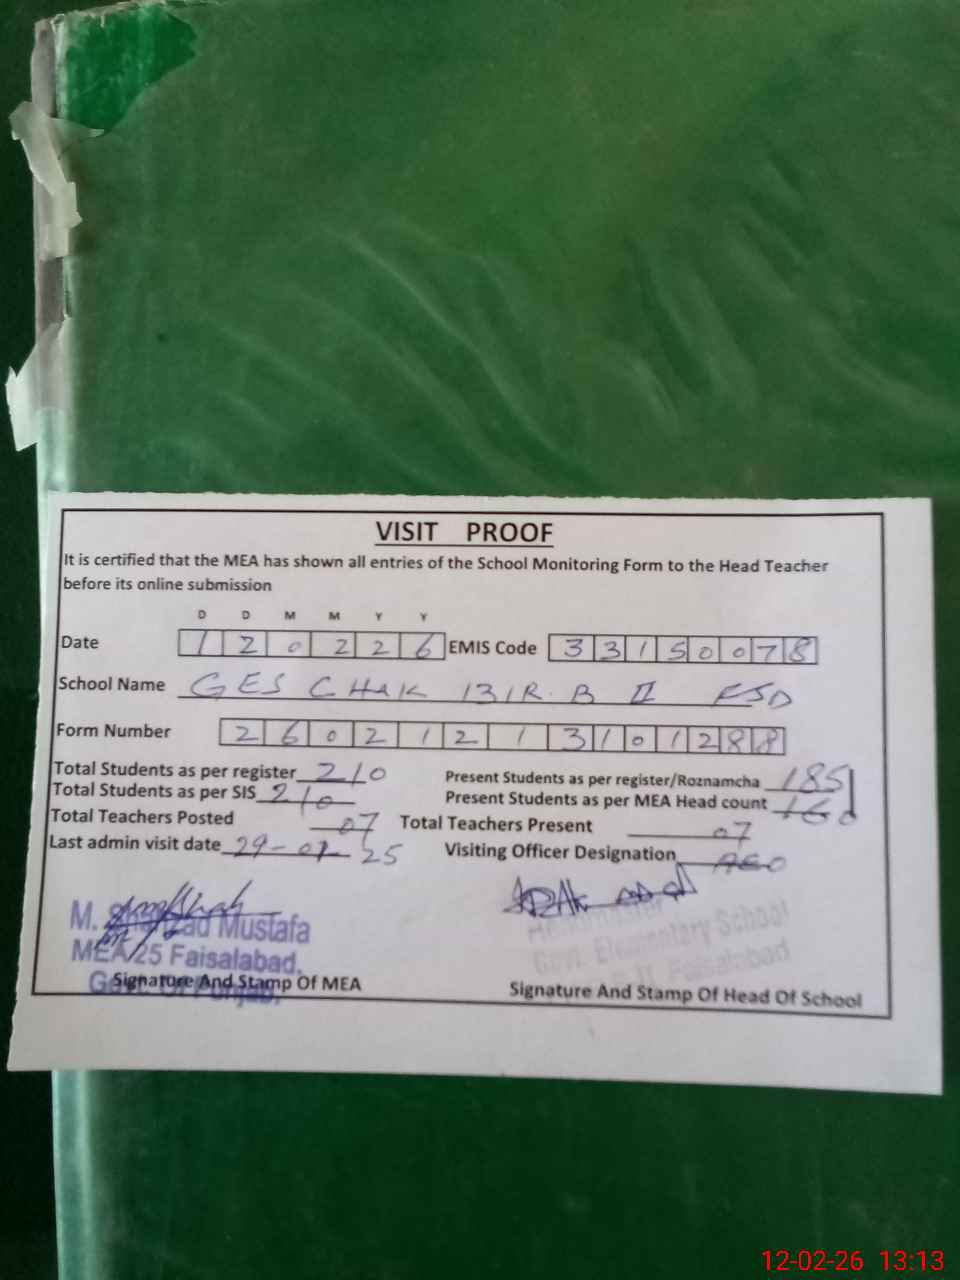 VISIT PROOF
It is certified that the MEA has shown all entries of the School Monitoring Form to the Head Teacher
before its online submission
D D M M Y Y
Date 1 2 0 2 2 6 EMIS Code 3 3 1 5 0 0 7 8
School Name GES CHAK 131R.B II FSD
Form Number 2 6 0 2 1 2 1 3 1 0 1 2 8 8
Total Students as per register 210 Present Students as per register/Roznamcha 185
Total Students as per SIS 210 Present Students as per MEA Head count 160
Total Teachers Posted 07 Total Teachers Present 07
Last admin visit date 29-01-25 Visiting Officer Designation AEO
M. Shahzad Mustafa
MEA/25 Faisalabad,
Govt. Of Punjab.
Signature And Stamp Of MEA
Headmaster
Govt. Elementary School
Faisalabad
Signature And Stamp Of Head Of School
12-02-26 13:13